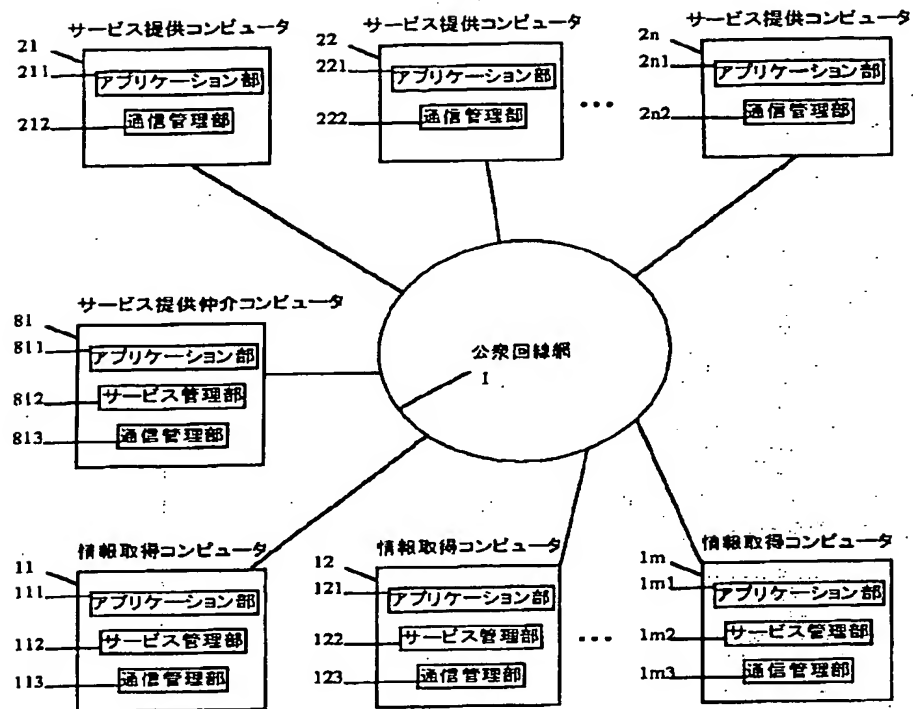 サービス提供コンピュータ
サービス提供コンピュータ
サービス提供コンピュータ
21
22
2n
211
アプリケーション部
221
アプリケーション部
2n1
アプリケーション部
212
通信管理部
222
通信管理部
...
2n2
通信管理部
サービス提供仲介コンピュータ
81
811
アプリケーション部
812
サービス管理部
813
通信管理部
公衆回線網
I
情報取得コンピュータ
情報取得コンピュータ
情報取得コンピュータ
11
12
1m
111
アプリケーション部
121
アプリケーション部
1m1
アプリケーション部
112
サービス管理部
122
サービス管理部
...
1m2
サービス管理部
113
通信管理部
123
通信管理部
1m3
通信管理部